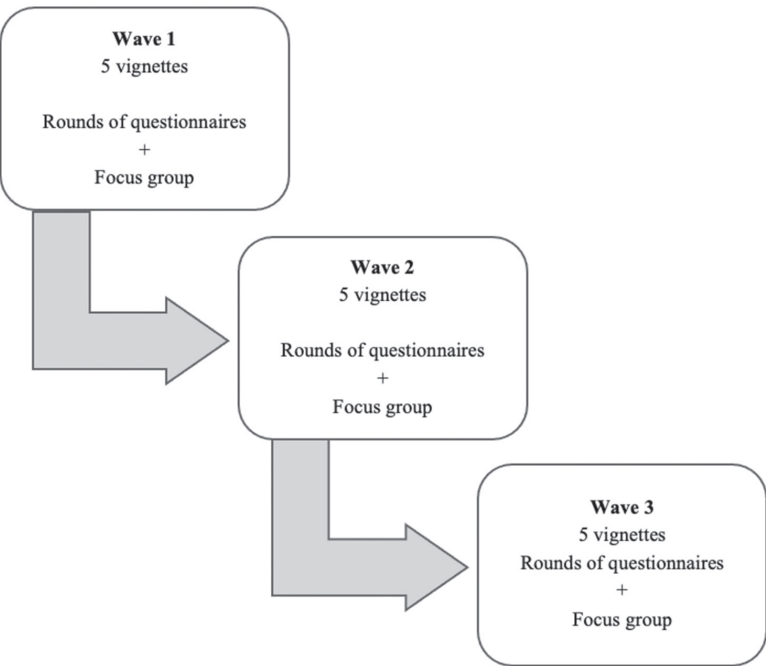 Wave 1
5 vignettes
Rounds of questionnaires
+
Focus group
Wave 2
5 vignettes
Rounds of questionnaires
+
Focus group
Wave 3
5 vignettes
Rounds of questionnaires
+
Focus group